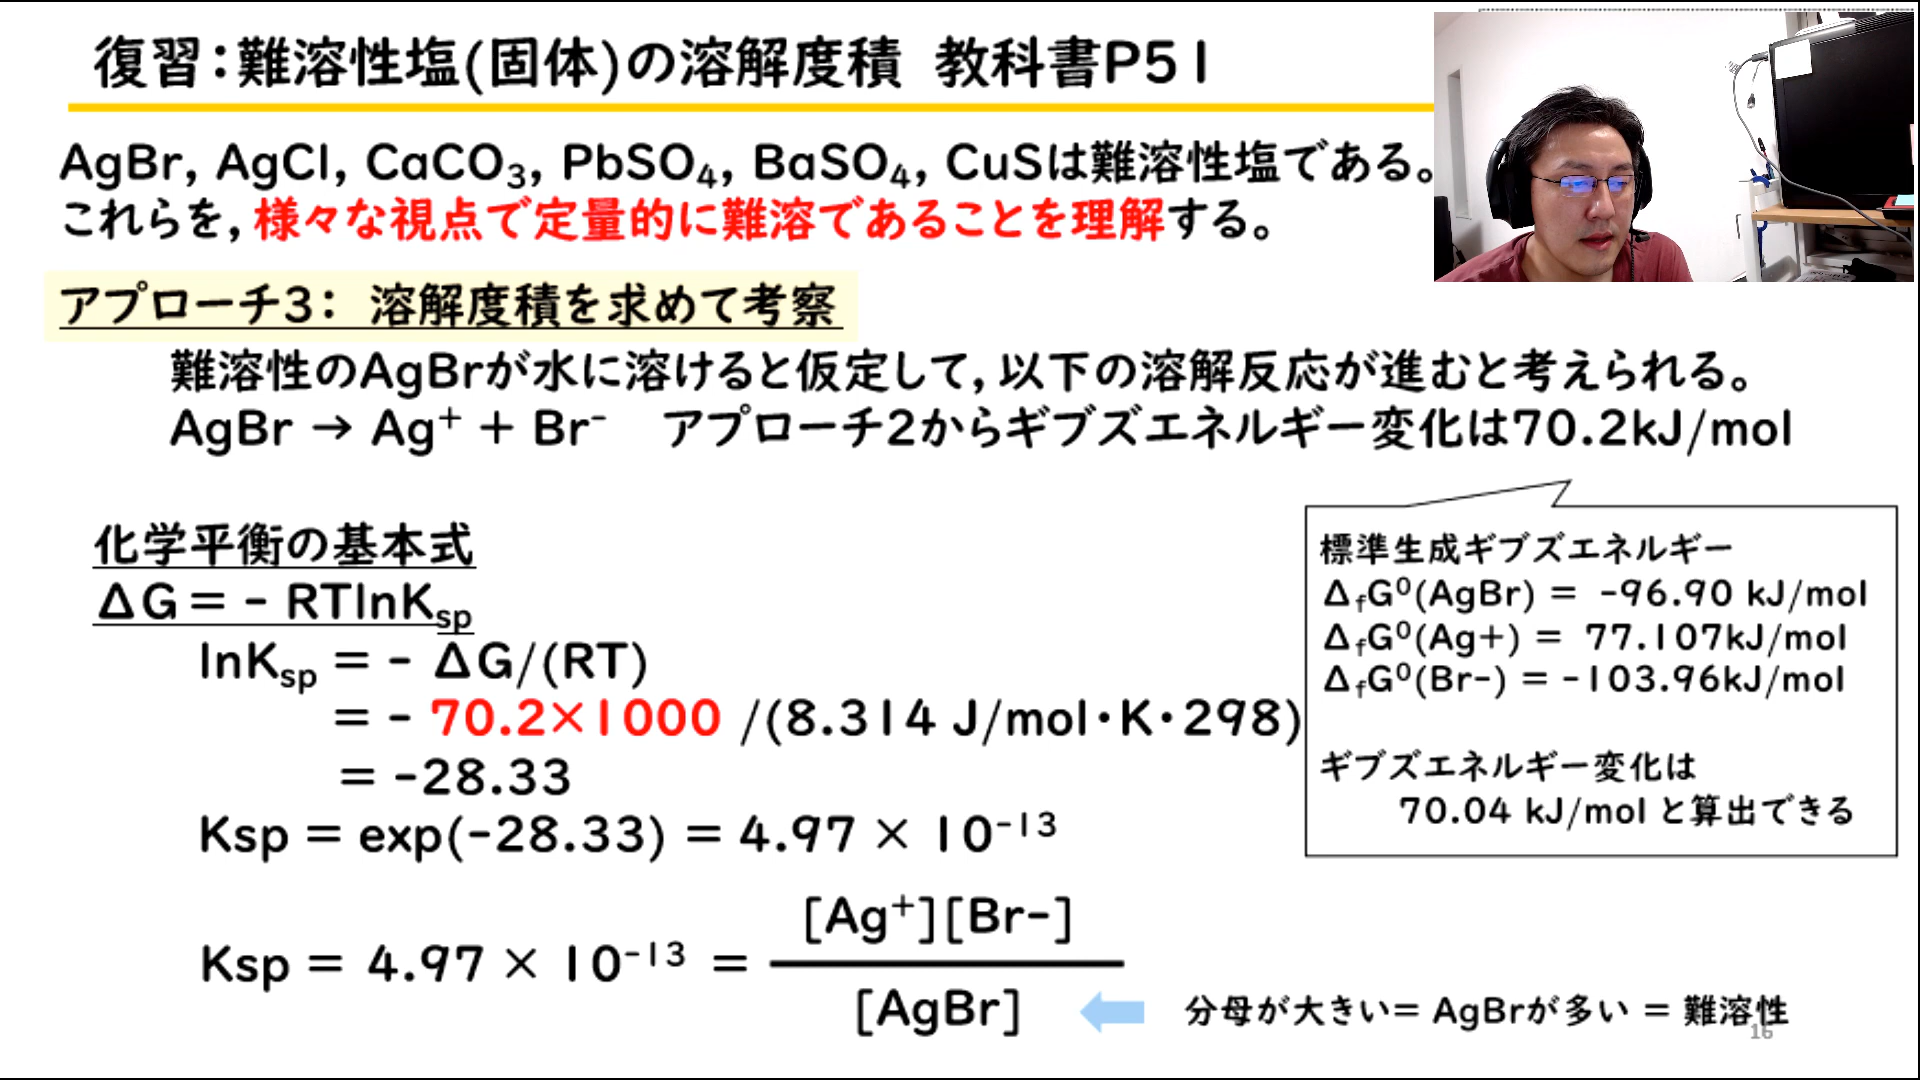 復習：難溶性塩(固体)の溶解度積 教科書P51
AgBr, AgCl, CaCO₃, PbSO₄, BaSO₄, CuSは難溶性塩である。
これらを，様々な視点で定量的に難溶であることを理解する。
アプローチ3： 溶解度積を求めて考察
難溶性のAgBrが水に溶けると仮定して，以下の溶解反応が進むと考えられる。
AgBr → Ag⁺ + Br⁻ アプローチ2からギブズエネルギー変化は70.2kJ/mol
化学平衡の基本式
ΔG = - RTlnKsp
lnKsp = - ΔG/(RT)
= - 70.2×1000 /(8.314 J/mol・K・298)
= -28.33
Ksp = exp(-28.33) = 4.97 × 10⁻¹³
Ksp = 4.97 × 10⁻¹³ =
[Ag⁺][Br-]
[AgBr]
分母が大きい= AgBrが多い = 難溶性
標準生成ギブズエネルギー
ΔfG⁰(AgBr) = -96.90 kJ/mol
ΔfG⁰(Ag+) = 77.107kJ/mol
ΔfG⁰(Br-) = -103.96kJ/mol
ギブズエネルギー変化は
70.04 kJ/mol と算出できる
16